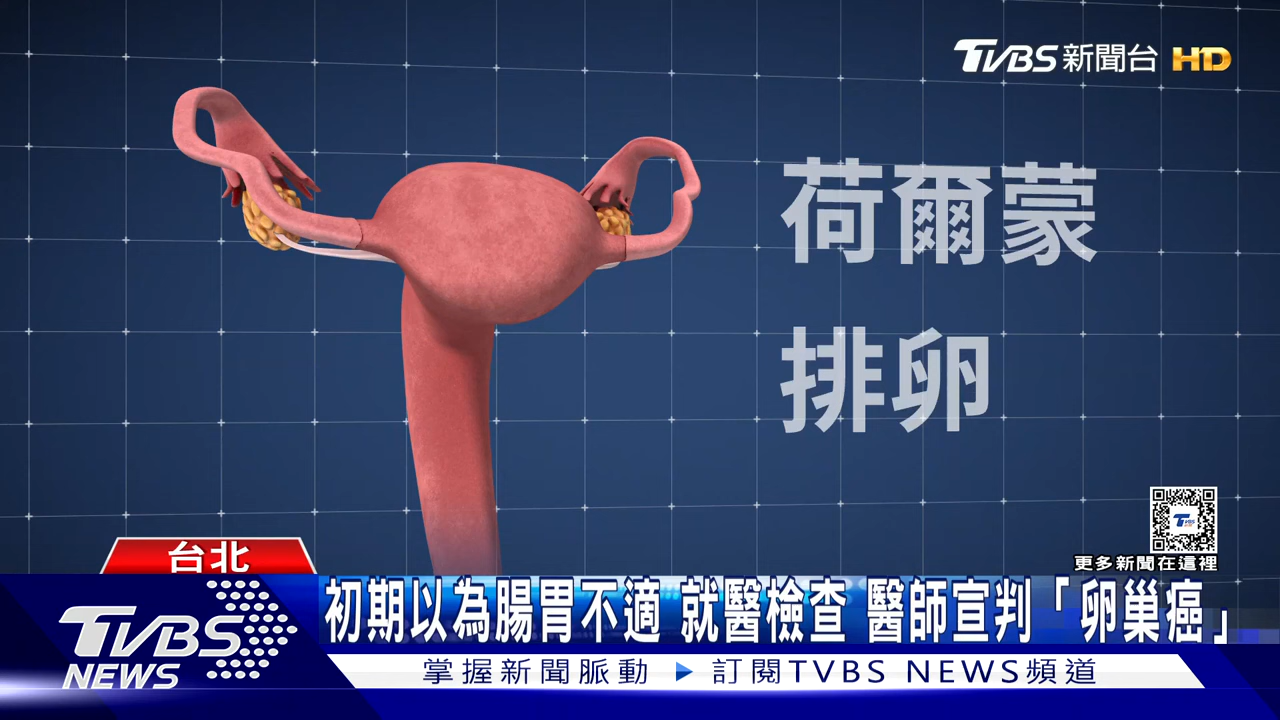 TVBS新聞台 HD
荷爾蒙
排卵
TVBS
更多新聞在這裡
台北
初期以為腸胃不適 就醫檢查 醫師宣判「卵巢癌」
TVBS
NEWS
掌握新聞脈動 ▶ 訂閱TVBS NEWS頻道